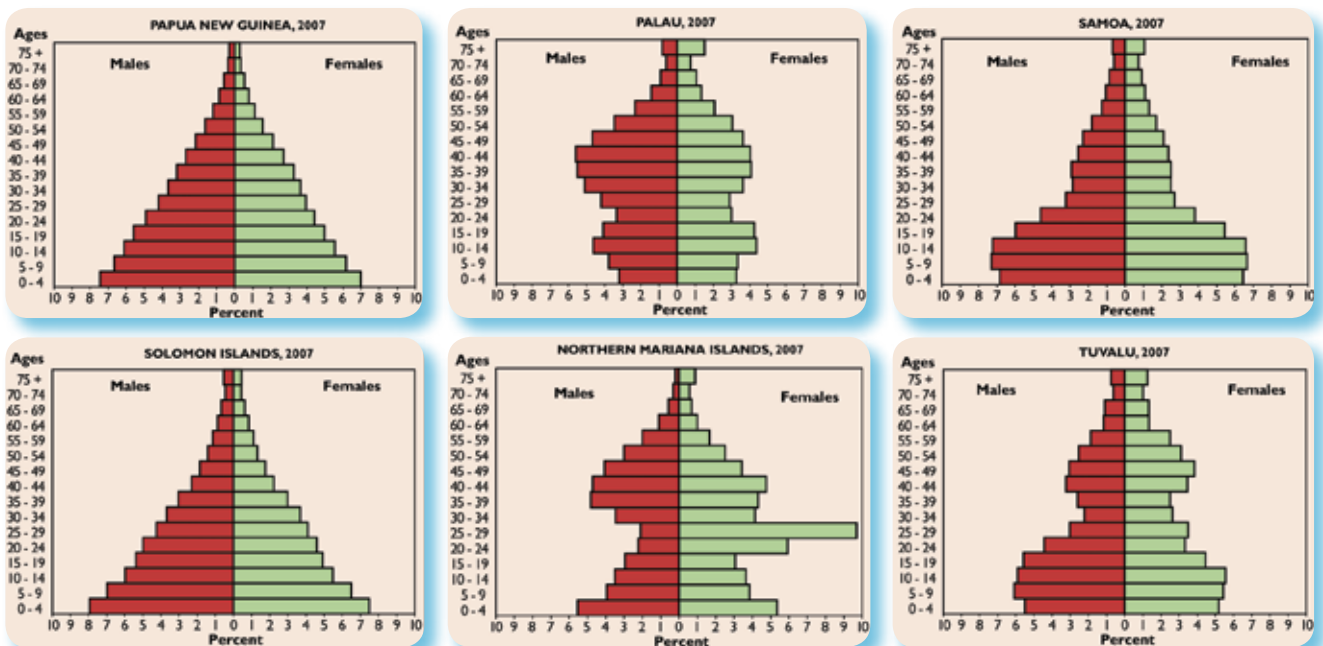 PAPUA NEW GUINEA, 2007
Ages
Males
Females
75 +
70 - 74
65 - 69
60 - 64
55 - 59
50 - 54
45 - 49
40 - 44
35 - 39
30 - 34
25 - 29
20 - 24
15 - 19
10 - 14
5 - 9
0 - 4
10 9 8 7 6 5 4 3 2 1 0 1 2 3 4 5 6 7 8 9 10
Percent
PALAU, 2007
Ages
Males
Females
75 +
70 - 74
65 - 69
60 - 64
55 - 59
50 - 54
45 - 49
40 - 44
35 - 39
30 - 34
25 - 29
20 - 24
15 - 19
10 - 14
5 - 9
0 - 4
10 9 8 7 6 5 4 3 2 1 0 1 2 3 4 5 6 7 8 9 10
Percent
SAMOA, 2007
Ages
Males
Females
75 +
70 - 74
65 - 69
60 - 64
55 - 59
50 - 54
45 - 49
40 - 44
35 - 39
30 - 34
25 - 29
20 - 24
15 - 19
10 - 14
5 - 9
0 - 4
10 9 8 7 6 5 4 3 2 1 0 1 2 3 4 5 6 7 8 9 10
Percent
SOLOMON ISLANDS, 2007
Ages
Males
Females
75 +
70 - 74
65 - 69
60 - 64
55 - 59
50 - 54
45 - 49
40 - 44
35 - 39
30 - 34
25 - 29
20 - 24
15 - 19
10 - 14
5 - 9
0 - 4
10 9 8 7 6 5 4 3 2 1 0 1 2 3 4 5 6 7 8 9 10
Percent
NORTHERN MARIANA ISLANDS, 2007
Ages
Males
Females
75 +
70 - 74
65 - 69
60 - 64
55 - 59
50 - 54
45 - 49
40 - 44
35 - 39
30 - 34
25 - 29
20 - 24
15 - 19
10 - 14
5 - 9
0 - 4
10 9 8 7 6 5 4 3 2 1 0 1 2 3 4 5 6 7 8 9 10
Percent
TUVALU, 2007
Ages
Males
Females
75 +
70 - 74
65 - 69
60 - 64
55 - 59
50 - 54
45 - 49
40 - 44
35 - 39
30 - 34
25 - 29
20 - 24
15 - 19
10 - 14
5 - 9
0 - 4
10 9 8 7 6 5 4 3 2 1 0 1 2 3 4 5 6 7 8 9 10
Percent